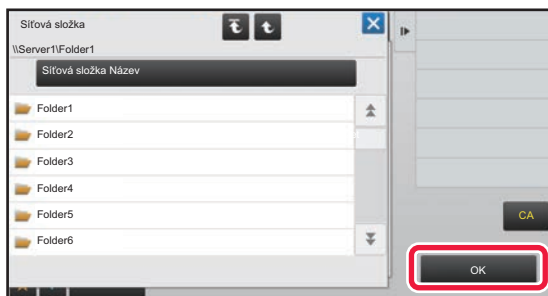 Síťová složka
\\Server1\Folder1
Síťová složka Název
Folder1
Folder2
Folder3
Folder4
Folder5
Folder6
CA
OK